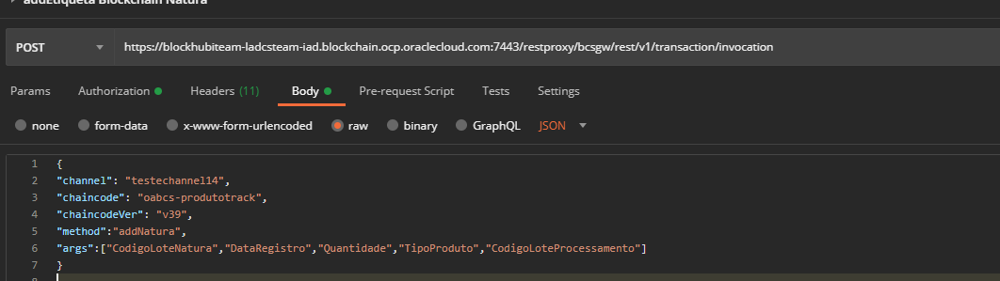 addEtiqueta Blockchain Natura
POST https://blockhubiteam-ladcsteam-iad.blockchain.ocp.oraclecloud.com:7443/restproxy/bcsgw/rest/v1/transaction/invocation
Params Authorization Headers (11) Body Pre-request Script Tests Settings
none form-data x-www-form-urlencoded raw binary GraphQL JSON
1 {
2 "channel": "testechannel14",
3 "chaincode": "oabcs-produtotrack",
4 "chaincodeVer": "v39",
5 "method":"addNatura",
6 "args":["CodigoLoteNatura","DataRegistro","Quantidade","TipoProduto","CodigoLoteProcessamento"]
7 }
8